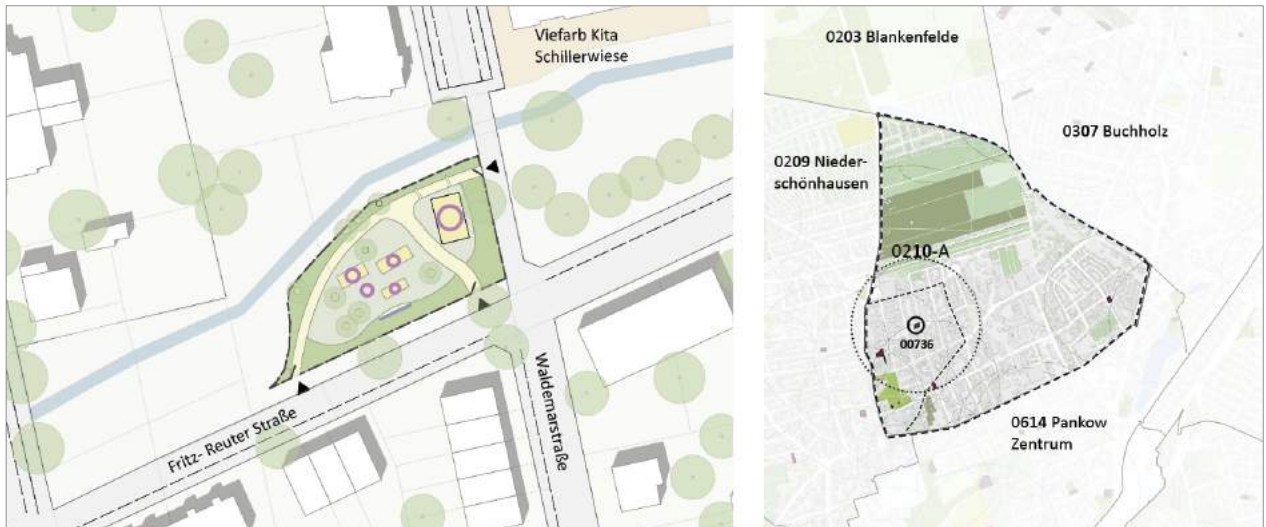 Viefarb Kita
Schillerwiese
Fritz- Reuter Straße
Waldemarstraße
0203 Blankenfelde
0307 Buchholz
0209 Nieder-
schönhausen
0210-A
00736
0614 Pankow
Zentrum